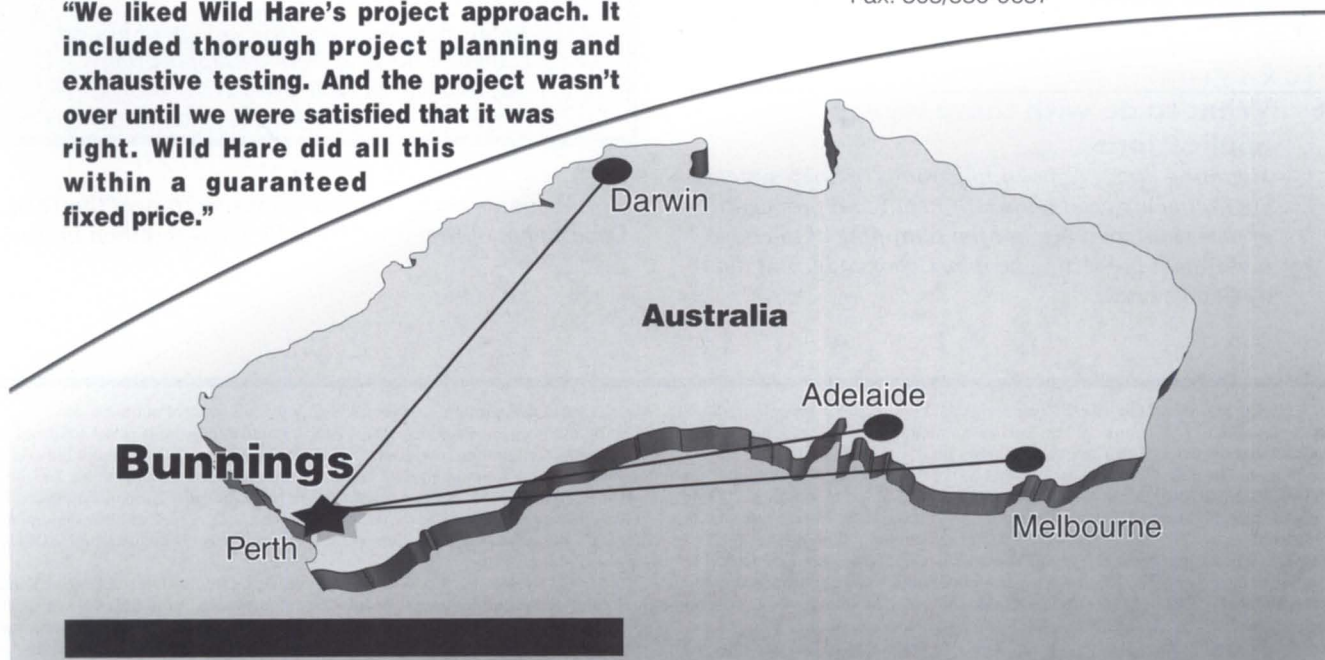 “We liked Wild Hare’s project approach. It
included thorough project planning and
exhaustive testing. And the project wasn’t
over until we were satisfied that it was
right. Wild Hare did all this
within a guaranteed
fixed price.”
Darwin
Australia
Adelaide
Bunnings
Perth
Melbourne